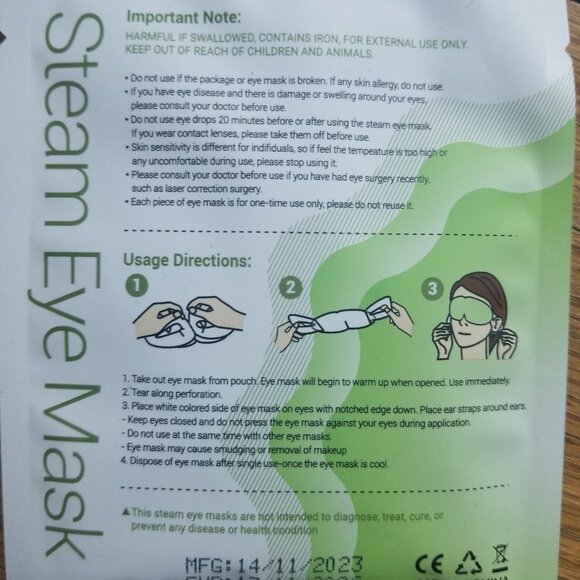 Steam Eye Mask
Important Note:
HARMFUL IF SWALLOWED, CONTAINS IRON, FOR EXTERNAL USE ONLY.
KEEP OUT OF REACH OF CHILDREN AND ANIMALS.
• Do not use if the package or eye mask is broken. If any skin allergy, do not use.
• If you have eye disease and there is damage or swelling around your eyes,
please consult your doctor before use.
• Do not use eye drops 20 minutes before or after using the steam eye mask.
If you wear contact lenses, please take them off before use.
• Skin sensitivity is different for indifiduals, so if feel the tempeature is too high or
any uncomfortable during use, please stop using it.
• Please consult your doctor before use if you have had eye surgery recently,
such as laser correction surgery.
• Each piece of eye mask is for one-time use only, please do not reuse it.
Usage Directions:
1 2 3
1. Take out eye mask from pouch. Eye mask will begin to warm up when opened. Use immediately.
2. Tear along perforation.
3. Place white colored side of eye mask on eyes with notched edge down. Place ear straps around ears.
- Keep eyes closed and do not press the eye mask against your eyes during application.
- Do not use at the same time with other eye masks.
- Eye mask may cause smudging or removal of makeup
4. Dispose of eye mask after single use-once the eye mask is cool.
▲This steam eye masks are not intended to diagnose, treat, cure, or
prevent any disease or health condition
MFG:14/11/2023
CE